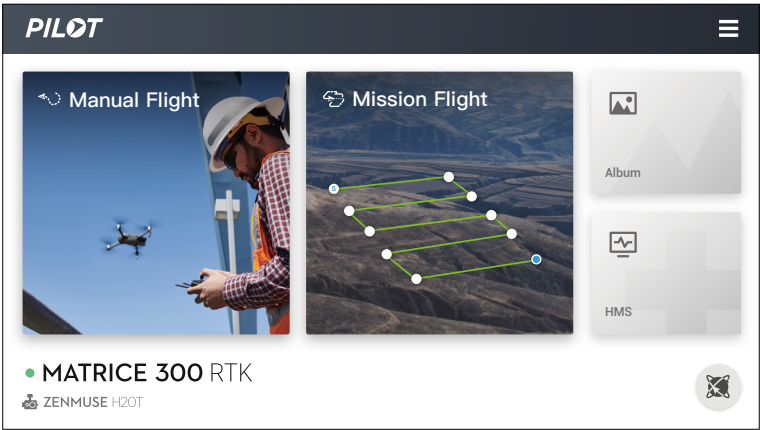 PILOT
Manual Flight
Mission Flight
S
Album
HMS
MATRICE 300 RTK
ZENMUSE H20T